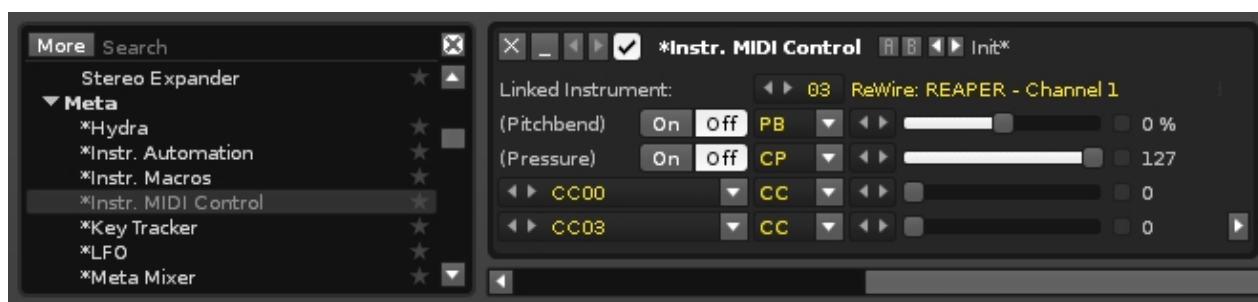 More Search
Stereo Expander
Meta
*Hydra
*Instr. Automation
*Instr. Macros
*Instr. MIDI Control
*Key Tracker
*LFO
*Meta Mixer
*Instr. MIDI Control A B Init*
Linked Instrument: 03 ReWire: REAPER - Channel 1
(Pitchbend) On Off PB 0 %
(Pressure) On Off CP 127
CC00 CC 0
CC03 CC 0